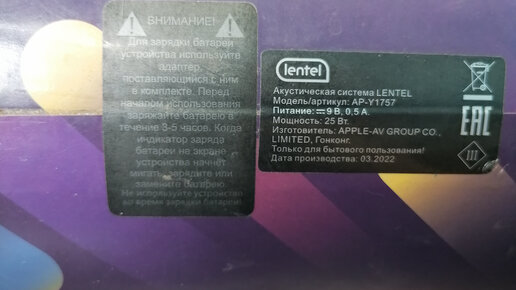 ВНИМАНИЕ!
Для зарядки батареи
устройства используйте
адаптер,
поставляющийся с ним
в комплекте. Перед
началом использования
заряжайте батарею в
течение 3-5 часов. Когда
индикатор заряда
батареи на экране
устройства начнет
мигать, зарядите или
замените батарею.
Не используйте устройство
во время зарядки батареи!
lentel
Акустическая система LENTEL
Модель/артикул: AP-Y1757
Питание: ⎓ 9 В, 0,5 А.
Мощность: 25 Вт.
Изготовитель: APPLE-AV GROUP CO.,
LIMITED, Гонконг.
Только для бытового пользования!
Дата производства: 03.2022
EAC
III